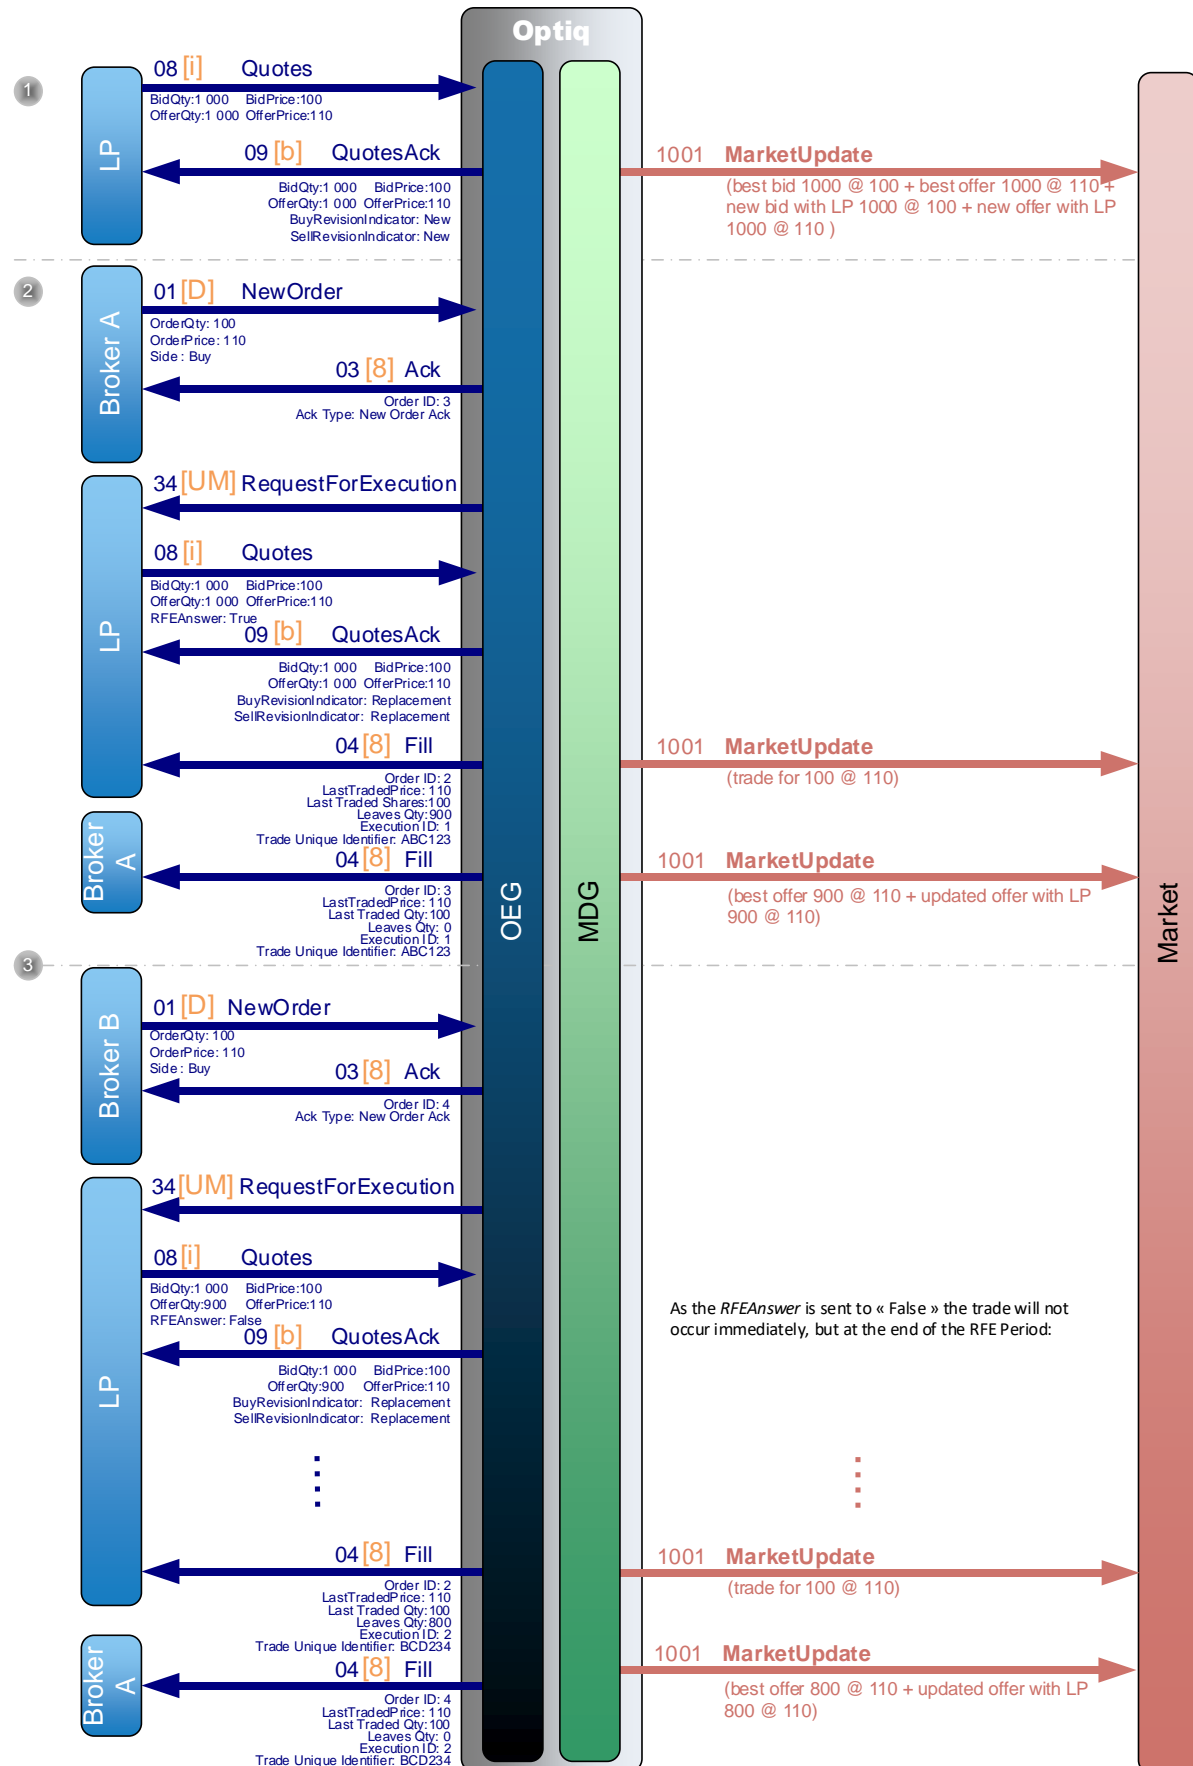 Optiq
1
LP
08 [i] Quotes
BidQty:1 000 BidPrice:100
OfferQty:1 000 OfferPrice:110
09 [b] QuotesAck
BidQty:1 000 BidPrice:100
OfferQty:1 000 OfferPrice:110
BuyRevisionIndicator: New
SellRevisionIndicator: New
1001 MarketUpdate
(best bid 1000 @ 100 + best offer 1000 @ 110 +
new bid with LP 1000 @ 100 + new offer with LP
1000 @ 110 )
2
Broker A
01 [D] NewOrder
OrderQty: 100
OrderPrice: 110
Side : Buy
03 [8] Ack
Order ID: 3
Ack Type: New Order Ack
LP
34 [UM] RequestForExecution
08 [i] Quotes
BidQty:1 000 BidPrice:100
OfferQty:1 000 OfferPrice:110
RFEAnswer: True
09 [b] QuotesAck
BidQty:1 000 BidPrice:100
OfferQty:1 000 OfferPrice:110
BuyRevisionIndicator: Replacement
SellRevisionIndicator: Replacement
04 [8] Fill
Order ID: 2
LastTradedPrice: 110
Last Traded Shares:100
Leaves Qty:900
Execution ID: 1
Trade Unique Identifier: ABC123
1001 MarketUpdate
(trade for 100 @ 110)
Broker
A
04 [8] Fill
Order ID: 3
LastTradedPrice: 110
Last Traded Qty:100
Leaves Qty: 0
Execution ID: 1
Trade Unique Identifier: ABC123
1001 MarketUpdate
(best offer 900 @ 110 + updated offer with LP
900 @ 110)
OEG
MDG
Market
3
Broker B
01 [D] NewOrder
OrderQty: 100
OrderPrice: 110
Side : Buy
03 [8] Ack
Order ID: 4
Ack Type: New Order Ack
LP
34 [UM] RequestForExecution
08 [i] Quotes
BidQty:1 000 BidPrice:100
OfferQty:900 OfferPrice:110
RFEAnswer: False
09 [b] QuotesAck
BidQty:1 000 BidPrice:100
OfferQty:900 OfferPrice:110
BuyRevisionIndicator: Replacement
SellRevisionIndicator: Replacement
As the RFEAnswer is sent to « False » the trade will not
occur immediately, but at the end of the RFE Period:
04 [8] Fill
Order ID: 2
LastTradedPrice: 110
Last Traded Qty:100
Leaves Qty:800
Execution ID: 2
Trade Unique Identifier: BCD234
1001 MarketUpdate
(trade for 100 @ 110)
Broker
A
04 [8] Fill
Order ID: 4
LastTradedPrice: 110
Last Traded Qty:100
Leaves Qty: 0
Execution ID: 2
Trade Unique Identifier: BCD234
1001 MarketUpdate
(best offer 800 @ 110 + updated offer with LP
800 @ 110)